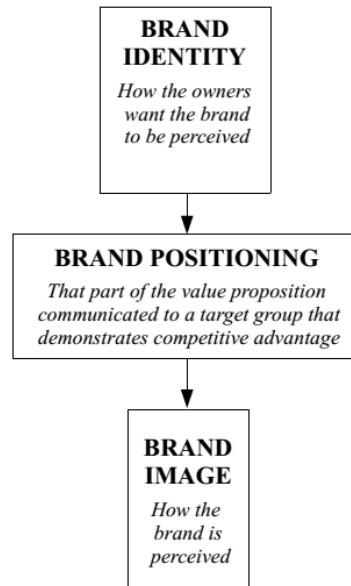 BRAND
IDENTITY
How the owners
want the brand
to be perceived
BRAND POSITIONING
That part of the value proposition
communicated to a target group that
demonstrates competitive advantage
BRAND
IMAGE
How the
brand is
perceived